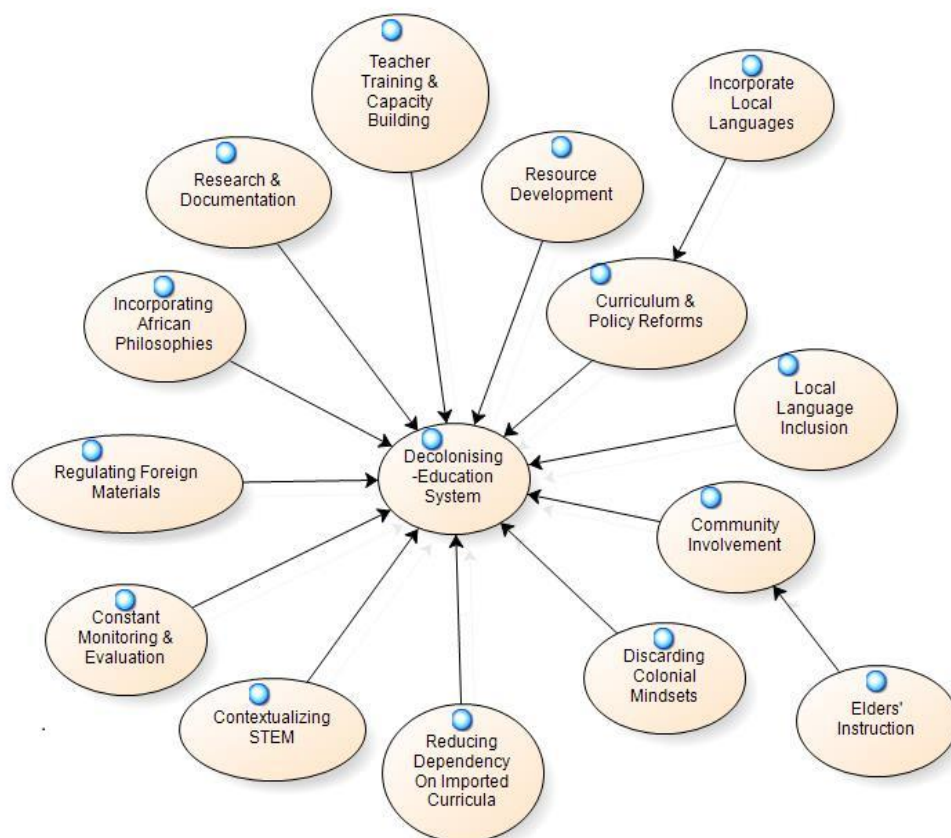 Teacher
Training &
Capacity
Building
Incorporate
Local
Languages
Research &
Documentation
Resource
Development
Incorporating
African
Philosophies
Curriculum &
Policy Reforms
Local
Language
Inclusion
Decolonising
-Education
System
Regulating Foreign
Materials
Community
Involvement
Constant
Monitoring &
Evaluation
Discarding
Colonial
Mindsets
Elders'
Instruction
Contextualizing
STEM
Reducing
Dependency
On Imported
Curricula